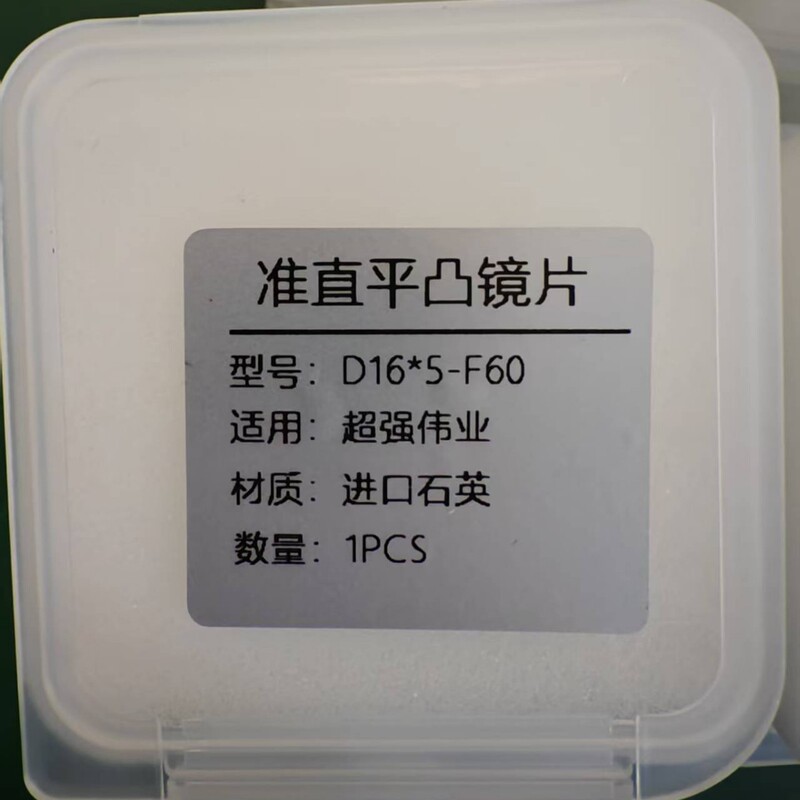 准直平凸镜片
型号：D16*5-F60
适用：超强伟业
材质：进口石英
数量：1PCS